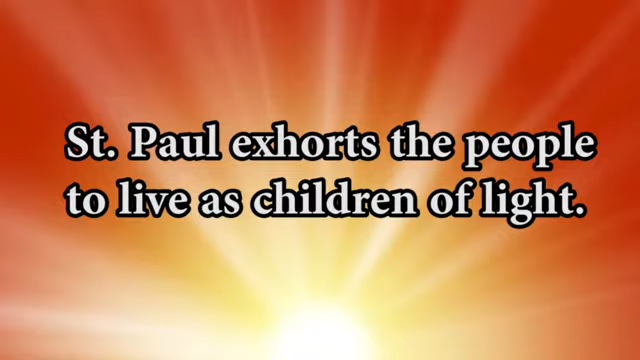 St. Paul exhorts the people
to live as children of light.